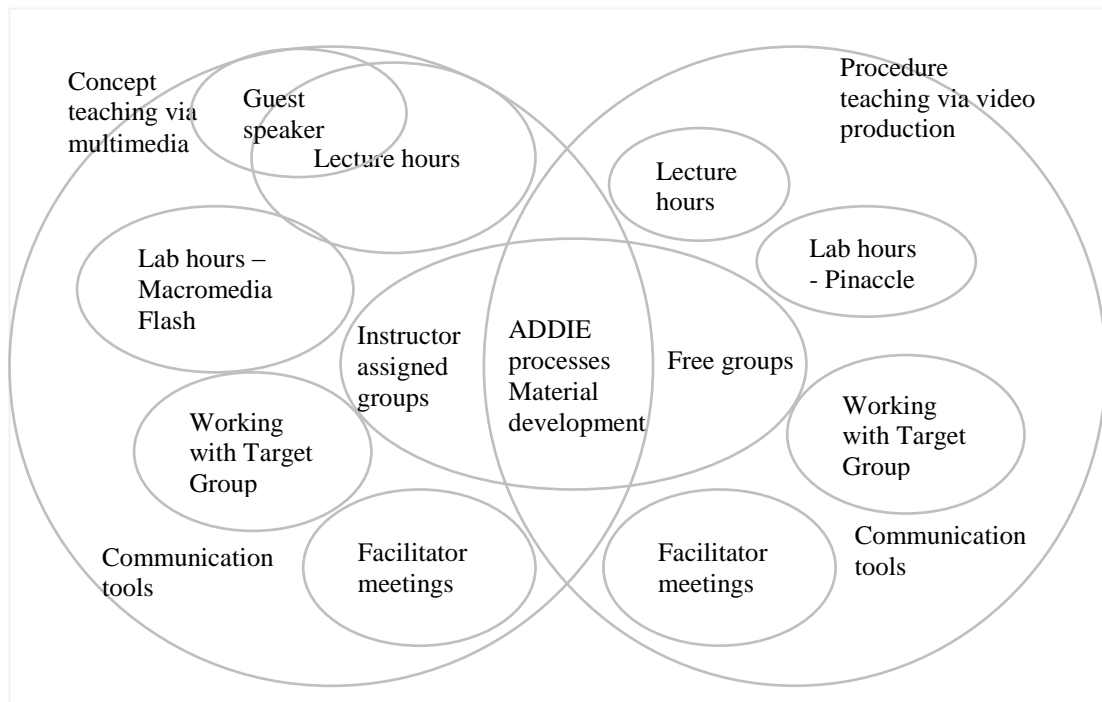 Concept
teaching via
multimedia
Guest
speaker
Lecture hours
Lab hours –
Macromedia
Flash
Instructor
assigned
groups
Working
with Target
Group
Communication
tools
Facilitator
meetings
ADDIE
processes
Material
development
Procedure
teaching via video
production
Lecture
hours
Lab hours
- Pinaccle
Free groups
Working
with Target
Group
Communication
tools
Facilitator
meetings